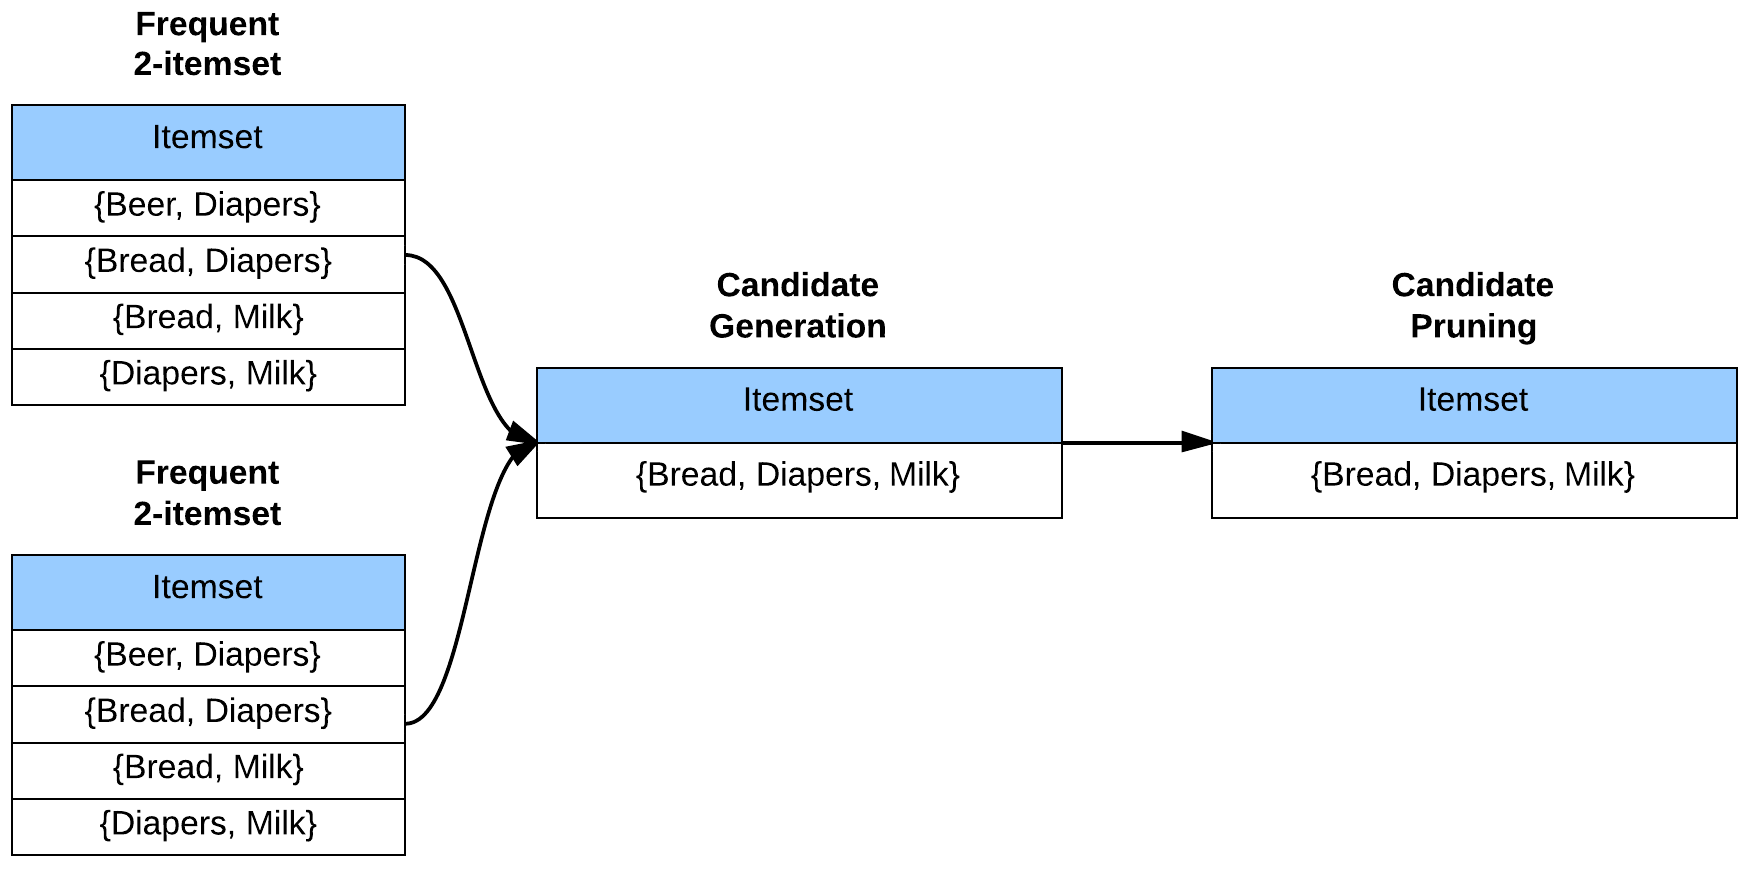 Frequent
2-itemset
Itemset
{Beer, Diapers}
{Bread, Diapers}
{Bread, Milk}
{Diapers, Milk}
Frequent
2-itemset
Itemset
{Beer, Diapers}
{Bread, Diapers}
{Bread, Milk}
{Diapers, Milk}
Candidate
Generation
Itemset
{Bread, Diapers, Milk}
Candidate
Pruning
Itemset
{Bread, Diapers, Milk}